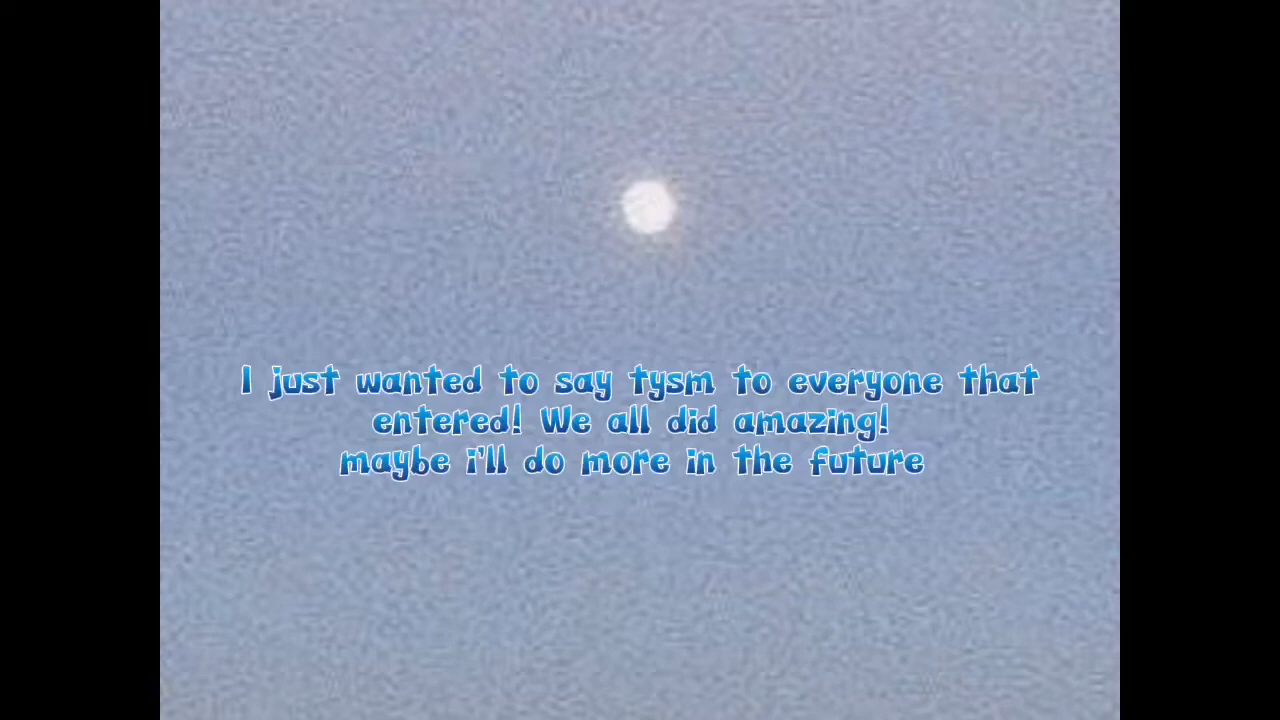 I just wanted to say tysm to everyone that
entered! We all did amazing!
maybe i'll do more in the future